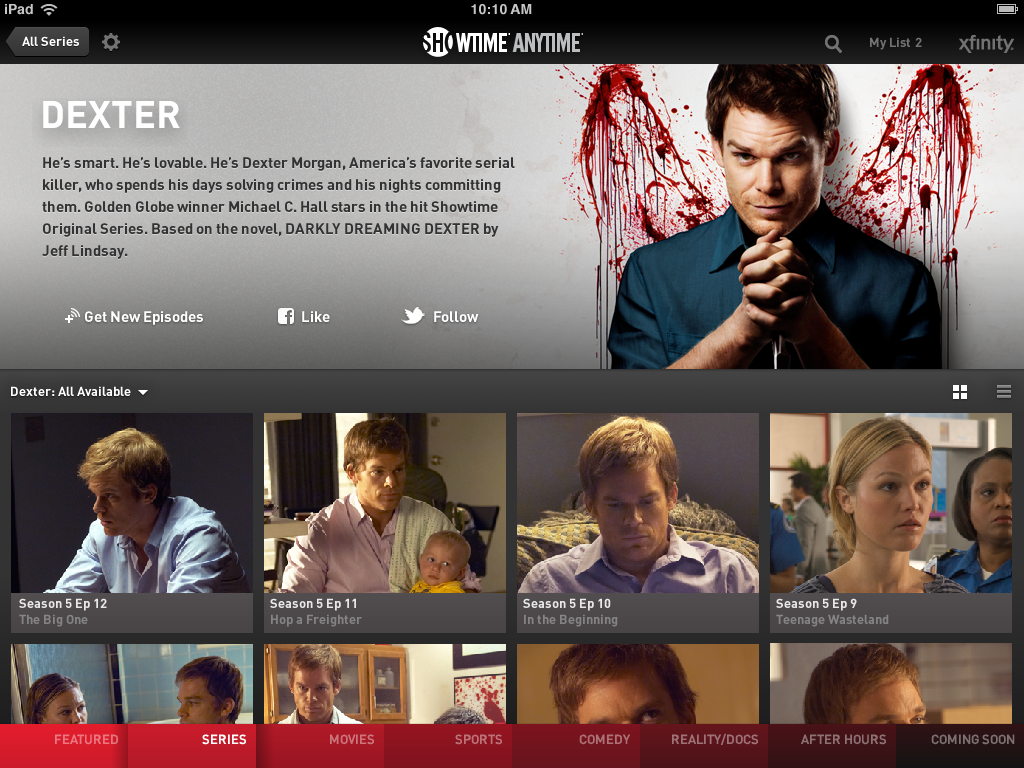 iPad 10:10 AM
All Series SHOWTIME ANYTIME My List 2 xfinity.
DEXTER
He's smart. He's lovable. He's Dexter Morgan, America's favorite serial
killer, who spends his days solving crimes and his nights committing
them. Golden Globe winner Michael C. Hall stars in the hit Showtime
Original Series. Based on the novel, DARKLY DREAMING DEXTER by
Jeff Lindsay.
Get New Episodes Like Follow
Dexter: All Available
Season 5 Ep 12 Season 5 Ep 11 Season 5 Ep 10 Season 5 Ep 9
The Big One Hop a Freighter In the Beginning Teenage Wasteland
FEATURED SERIES MOVIES SPORTS COMEDY REALITY/DOCS AFTER HOURS COMING SOON